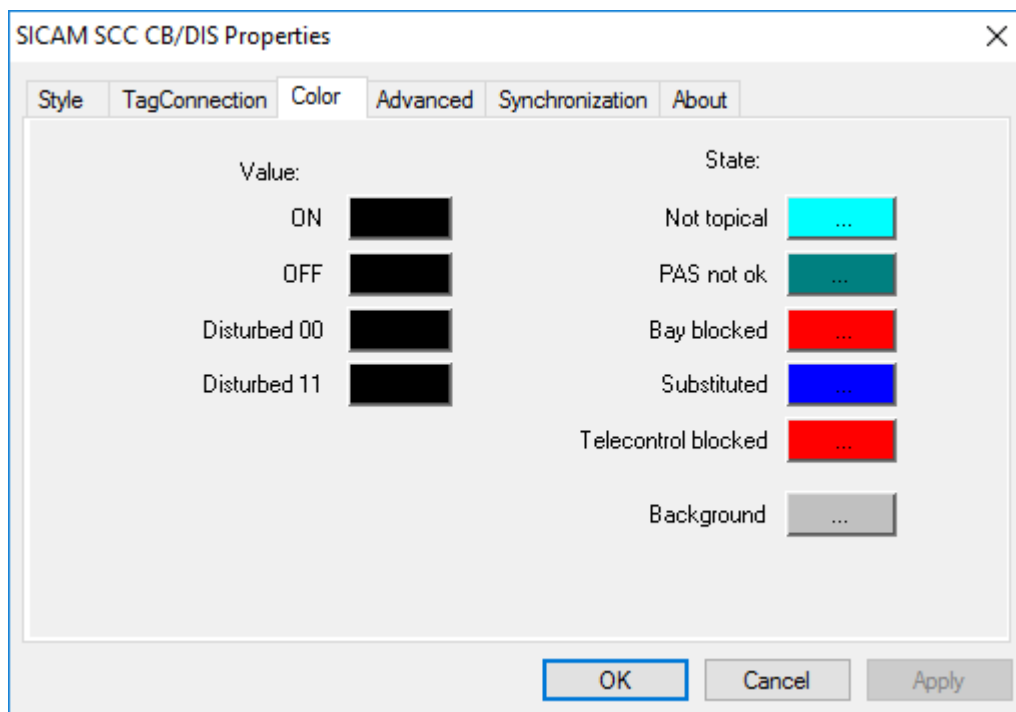 SICAM SCC CB/DIS Properties
Style TagConnection Color Advanced Synchronization About
Value:
ON
OFF
Disturbed 00
Disturbed 11
State:
Not topical ...
PAS not ok ...
Bay blocked ...
Substituted ...
Telecontrol blocked ...
Background ...
OK Cancel Apply